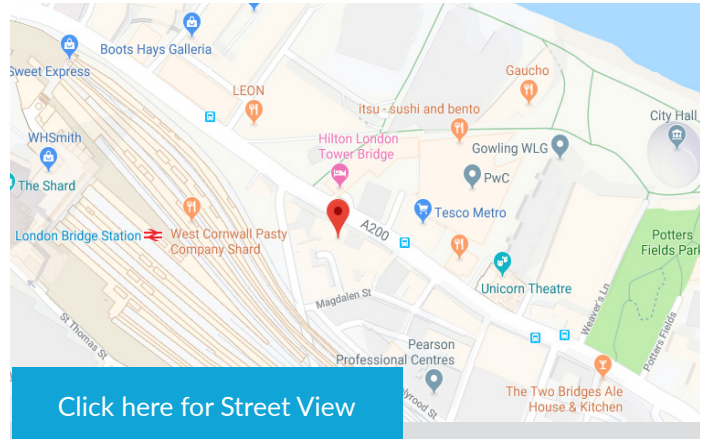 Boots Hays Galleria
Sweet Express
LEON
Gaucho
itsu - sushi and bento
City Hall
WHSmith
Hilton London
Tower Bridge
Gowling WLG
PwC
The Shard
Tesco Metro
London Bridge Station
West Cornwall Pasty
Company Shard
A200
Potters
Fields Park
Unicorn Theatre
Magdalen St
Weaver's Ln
St Thomas St
Potters Fields
Pearson
Professional Centres
The Two Bridges Ale
House & Kitchen
Click here for Street View